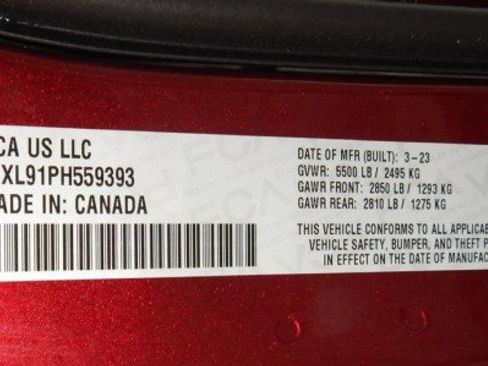 CA US LLC
XL91PH559393
ADE IN: CANADA
DATE OF MFR (BUILT): 3-23
GVWR: 5500 LB / 2495 KG
GAWR FRONT: 2850 LB / 1293 KG
GAWR REAR: 2810 LB / 1275 KG
THIS VEHICLE CONFORMS TO ALL APPLICABL
VEHICLE SAFETY, BUMPER, AND THEFT P
IN EFFECT ON THE DATE OF MANUFAC